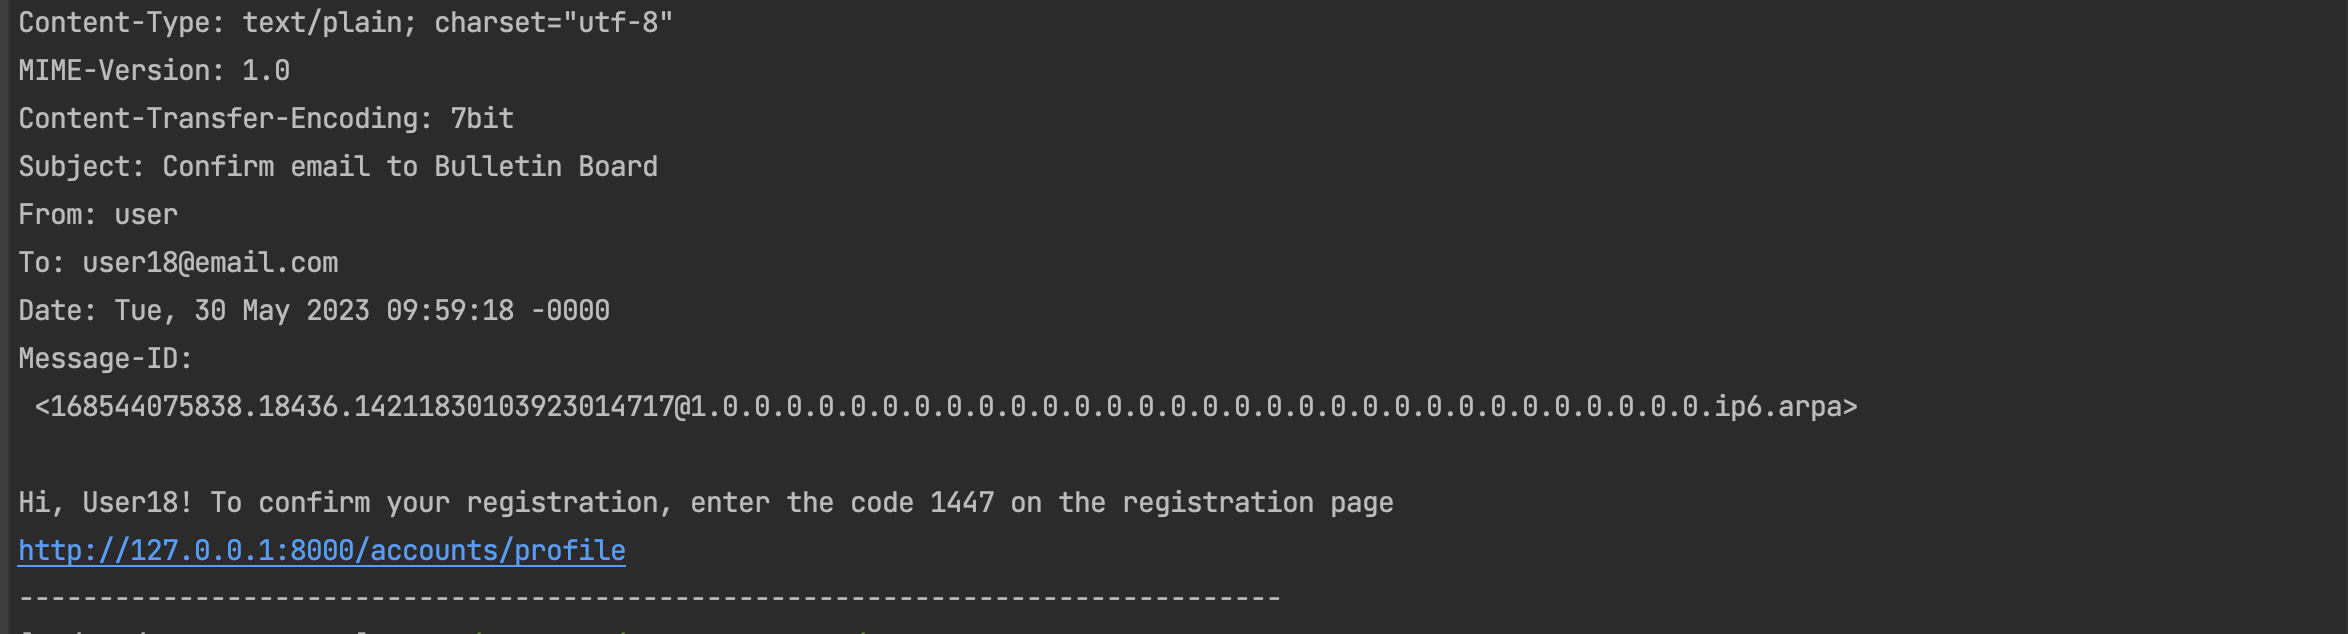 Content-Type: text/plain; charset="utf-8"
MIME-Version: 1.0
Content-Transfer-Encoding: 7bit
Subject: Confirm email to Bulletin Board
From: user
To: user18@email.com
Date: Tue, 30 May 2023 09:59:18 -0000
Message-ID:
<168544075838.18436.14211830103923014717@1.0.0.0.0.0.0.0.0.0.0.0.0.0.0.0.0.0.0.0.0.0.0.0.0.0.0.0.0.0.0.0.ip6.arpa>
Hi, User18! To confirm your registration, enter the code 1447 on the registration page
http://127.0.0.1:8000/accounts/profile
-------------------------------------------------------------------------------